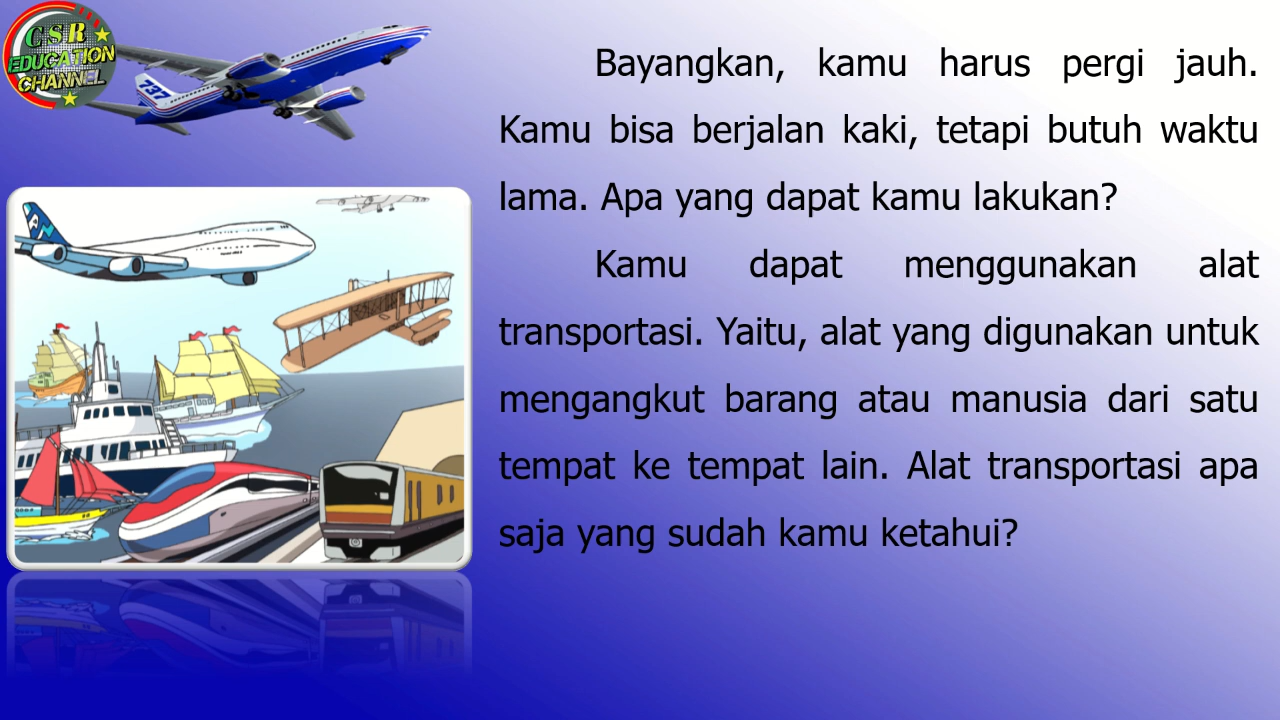 CSR
EDUCATION
CHANNEL
737
Bayangkan, kamu harus pergi jauh.
Kamu bisa berjalan kaki, tetapi butuh waktu
lama. Apa yang dapat kamu lakukan?
Kamu dapat menggunakan alat
transportasi. Yaitu, alat yang digunakan untuk
mengangkut barang atau manusia dari satu
tempat ke tempat lain. Alat transportasi apa
saja yang sudah kamu ketahui?